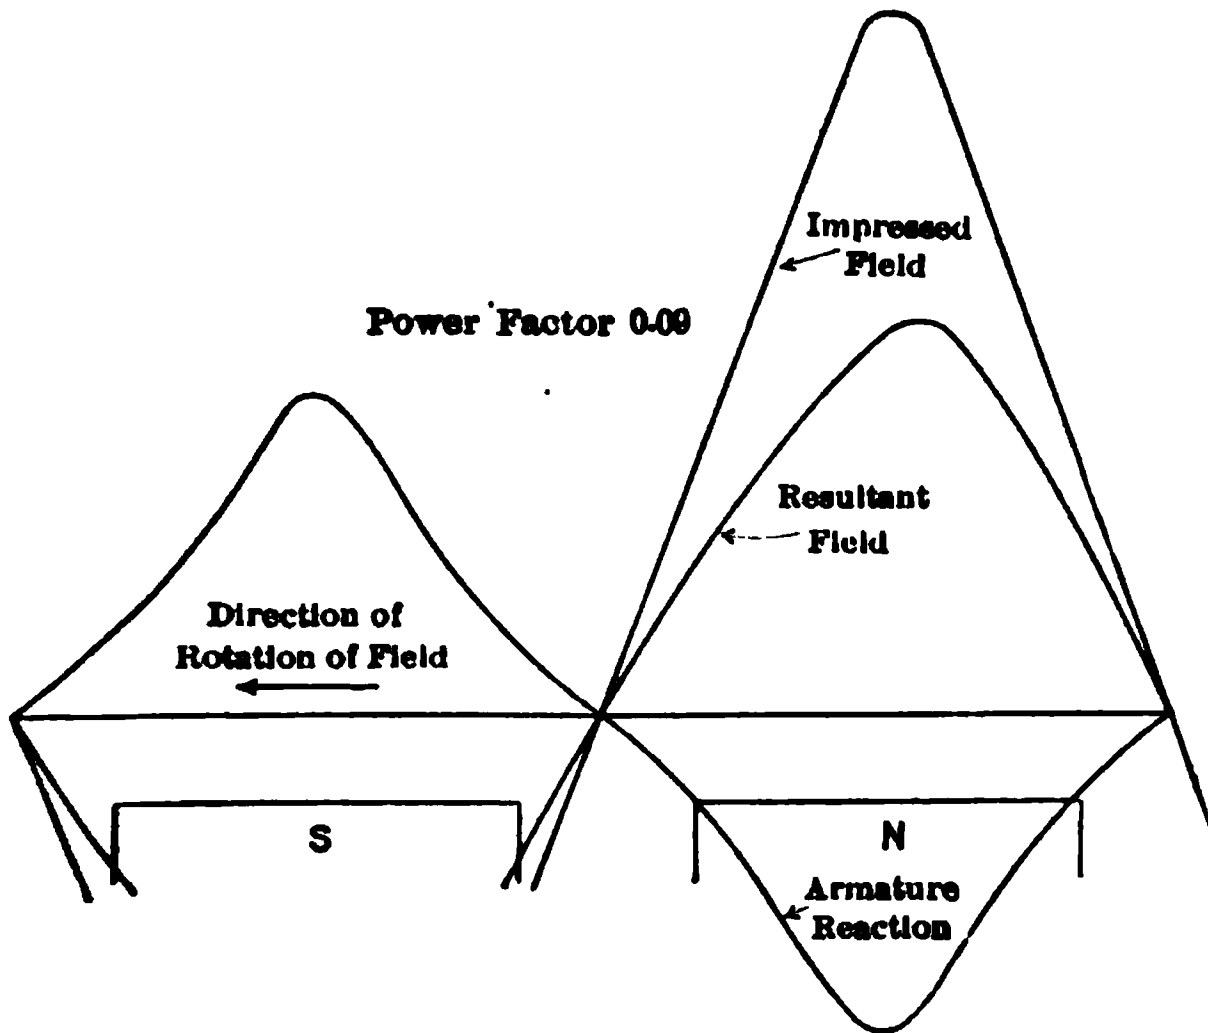 Impressed
Field
Power Factor 0.09
Resultant
Field
Direction of
Rotation of Field
S
N
Armature
Reaction